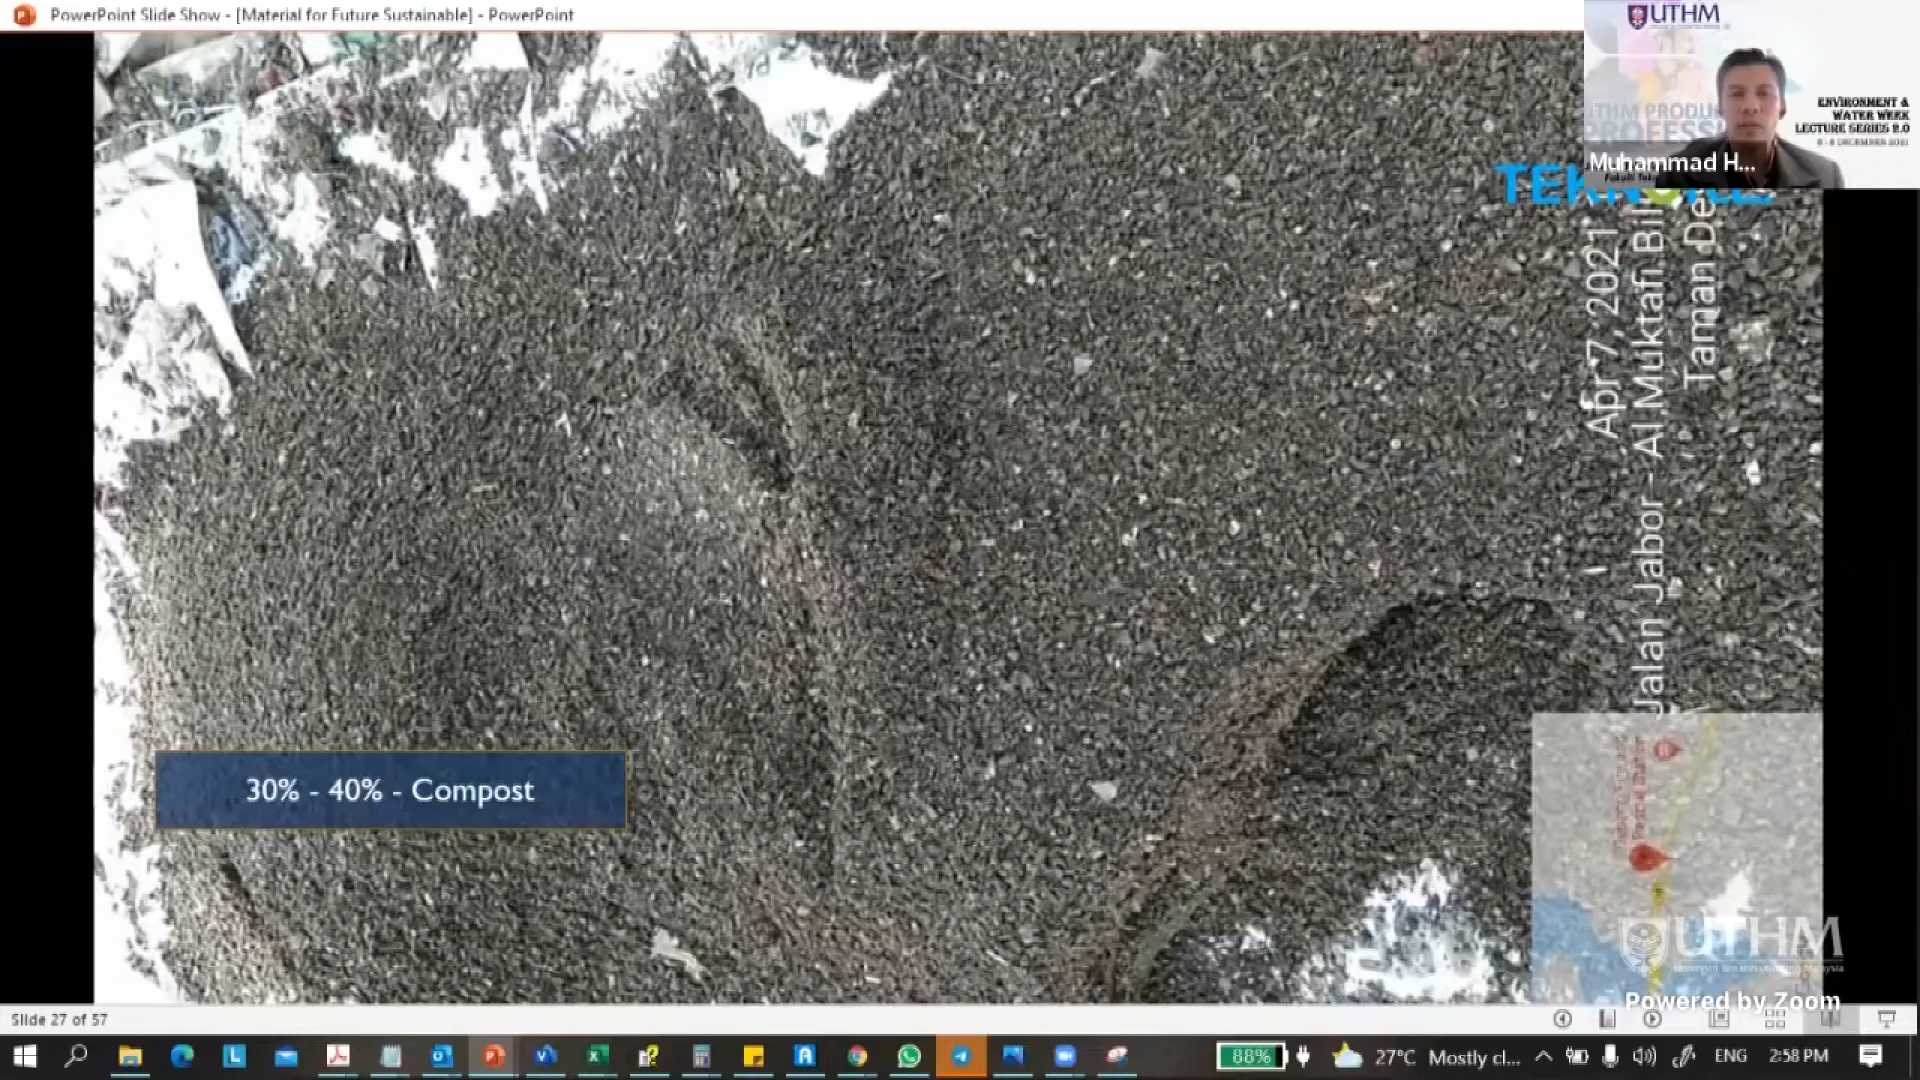 PowerPoint Slide Show - [Material for Future Sustainable] - PowerPoint
UTHM
ENVIRONMENT &
WATER WEEK
LECTURE SERIES 2.0
Muhammad H...
Apr 7, 2021
Jalan Jabor - Al Muktafi Bil
Taman De
30% - 40% - Compost
UTHM
Powered by Zoom
Slide 27 of 57
88%
27°C Mostly cl...
ENG
2:58 PM